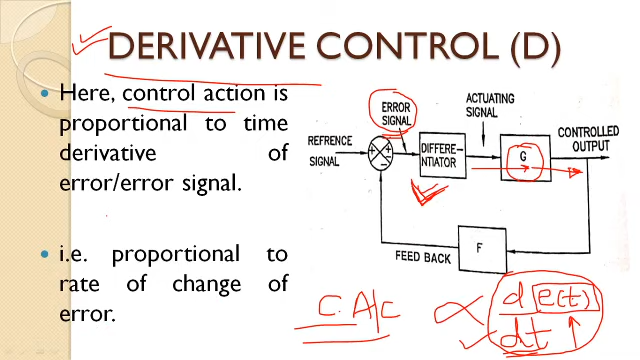 DERIVATIVE CONTROL (D)
Here, control action is
proportional to time
derivative of
error/error signal.
i.e. proportional to
rate of change of
error.
ERROR
SIGNAL
ACTUATING
SIGNAL
CONTROLLED
OUTPUT
REFRENCE
SIGNAL
+ +
−
DIFFERE-
NTIATOR
G
FEED BACK
F
C. A/C ∝ d e(t)
dt